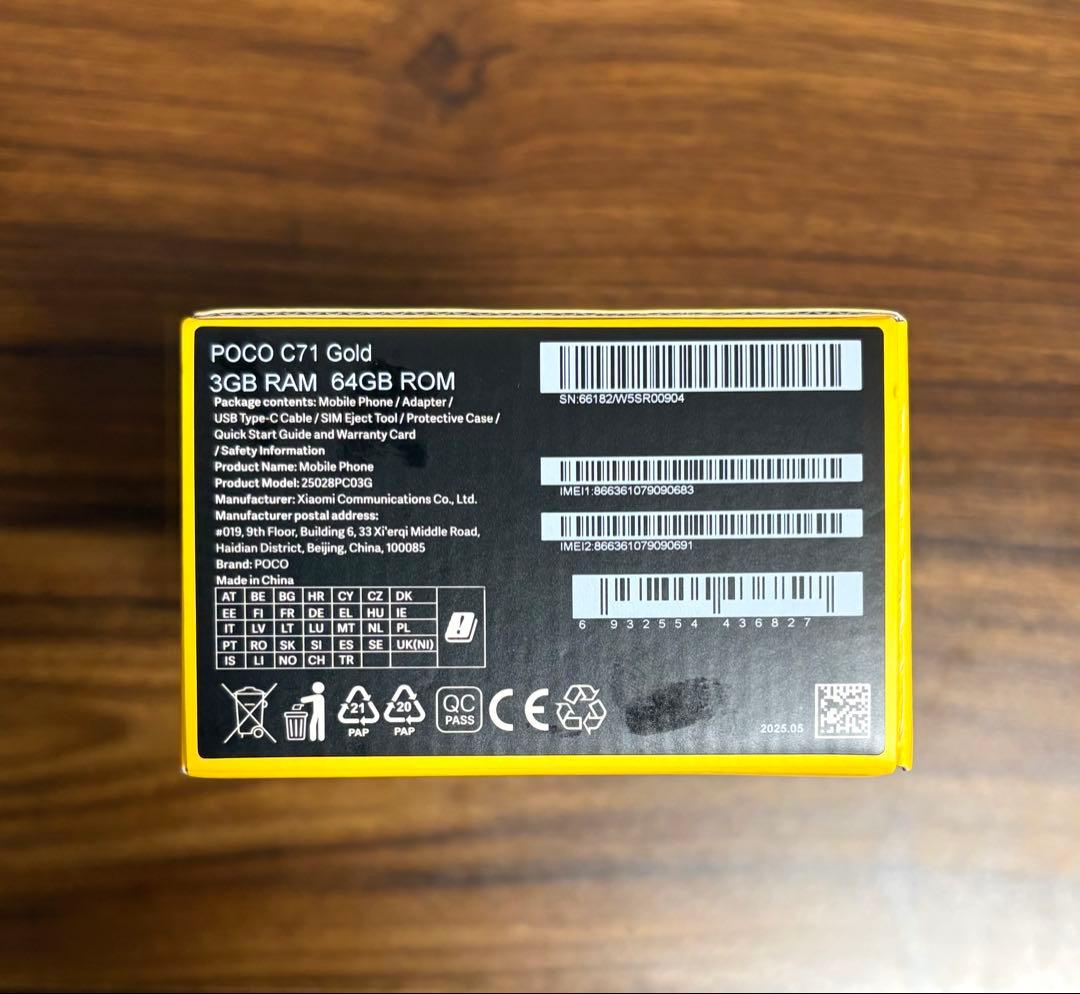 POCO C71 Gold
3GB RAM 64GB ROM
Package contents: Mobile Phone / Adapter /
USB Type-C Cable / SIM Eject Tool / Protective Case /
Quick Start Guide and Warranty Card
/ Safety Information
Product Name: Mobile Phone
Product Model: 25028PC03G
Manufacturer: Xiaomi Communications Co., Ltd.
Manufacturer postal address:
#019, 9th Floor, Building 6, 33 Xi'erqi Middle Road,
Haidian District, Beijing, China, 100085
Brand: POCO
Made in China
AT BE BG HR CY CZ DK
EE FI FR DE EL HU IE
IT LV LT LU MT NL PL
PT RO SK SI ES SE UK(NI)
IS LI NO CH TR
21
PAP
20
PAP
QC
PASS
CE
SN:66182/W5SR00904
IMEI1:866361079090683
IMEI2:866361079090691
6 932554 436827
2025.05